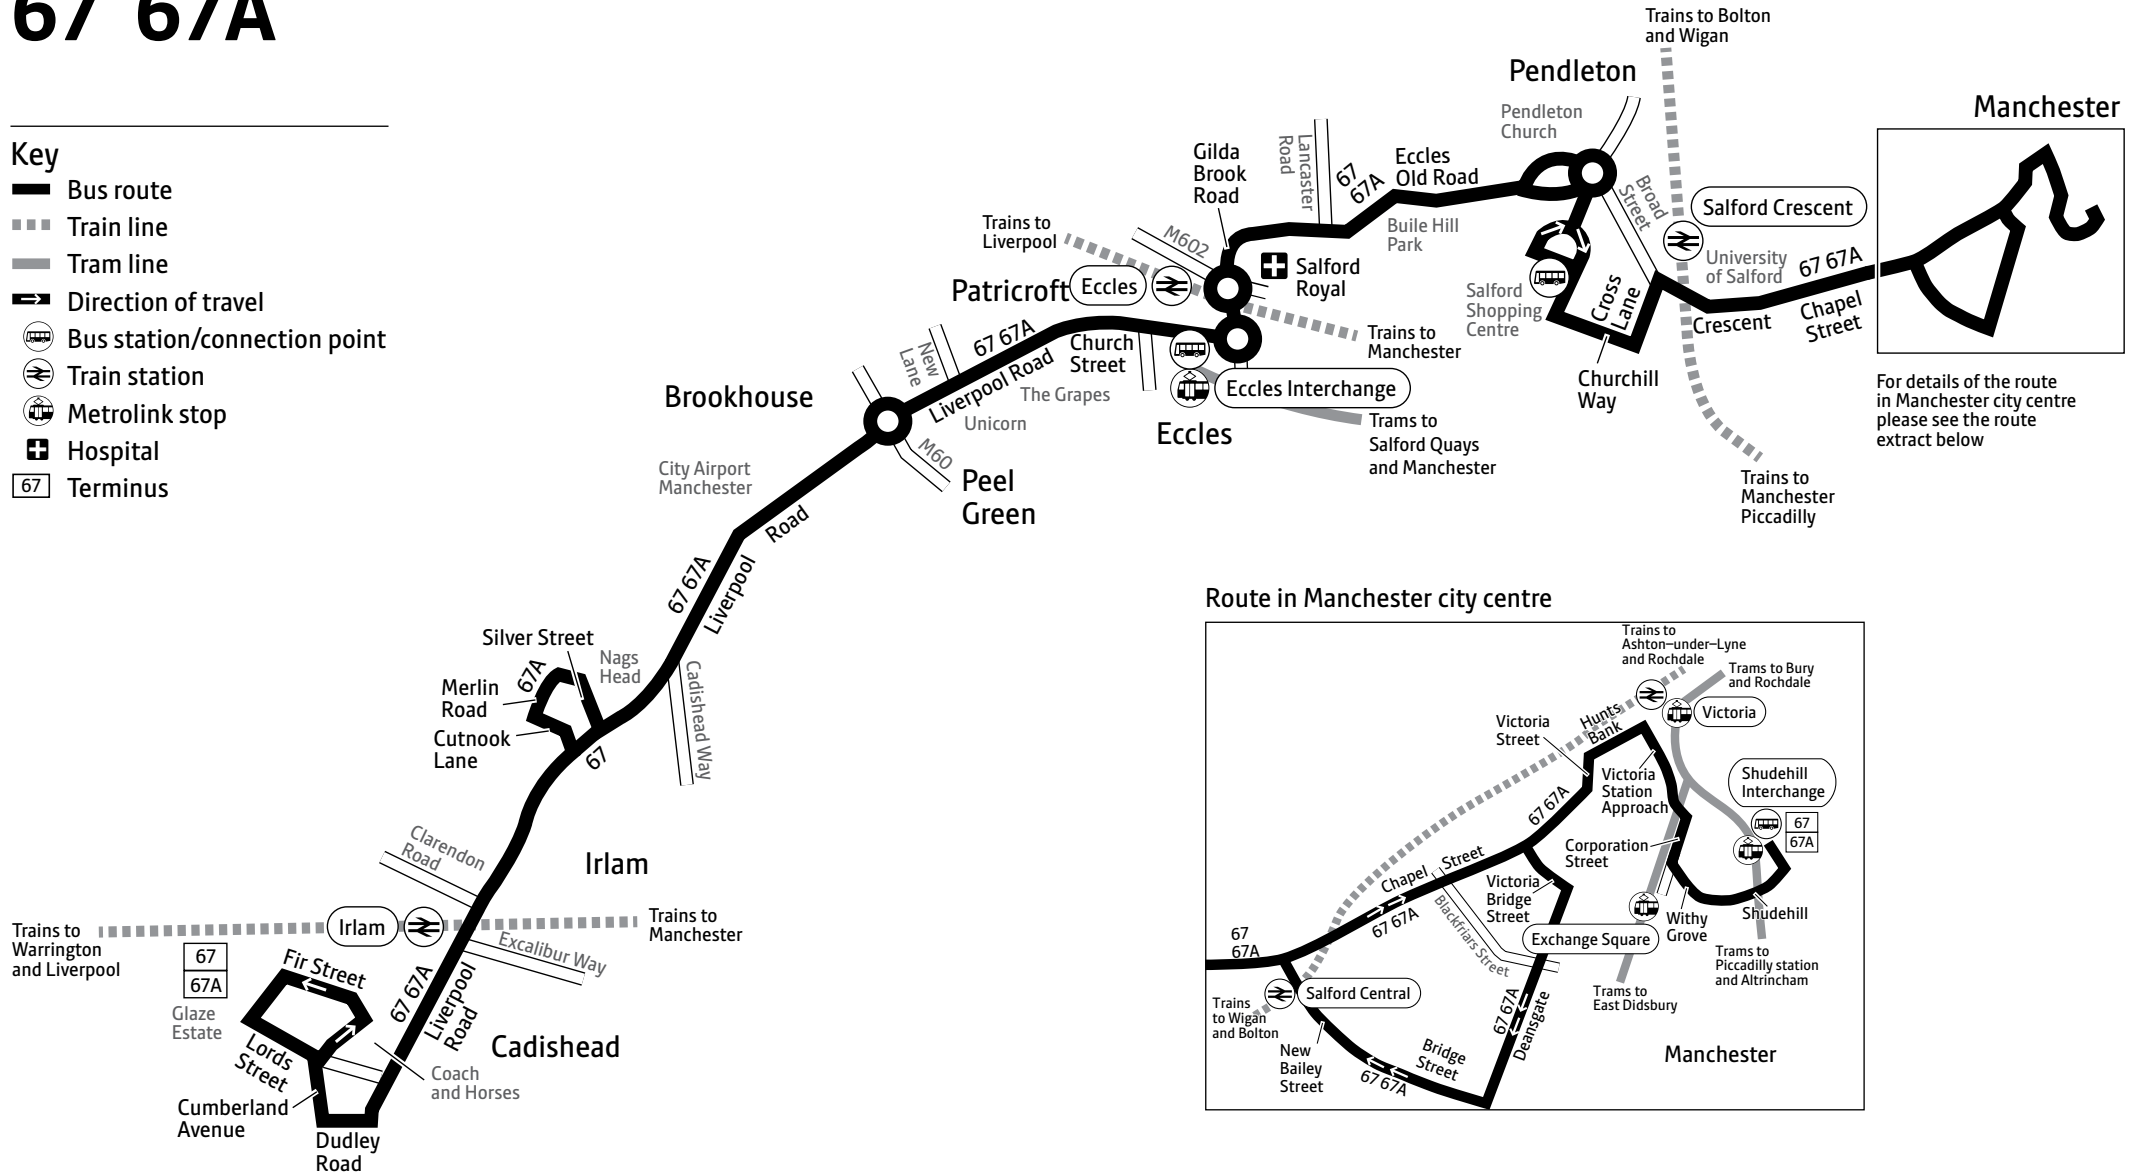 67 67A
Key
Bus route
Train line
Tram line
Direction of travel
Bus station/connection point
Train station
Metrolink stop
Hospital
67 Terminus
Trains to Bolton
and Wigan
Pendleton
Pendleton
Church
Manchester
Gilda
Brook
Road
Lancaster
Road
67
67A
Eccles
Old Road
Broad
Street
Salford Crescent
Trains to
Liverpool
M602
Buile Hill
Park
University
of Salford
67 67A
Patricroft
Eccles
Salford
Royal
Salford
Shopping
Centre
Cross
Lane
Crescent
Chapel
Street
Trains to
Manchester
67 67A
Church
Street
New
Lane
Liverpool Road
The Grapes
Unicorn
Eccles Interchange
Eccles
Trams to
Salford Quays
and Manchester
Churchill
Way
For details of the route
in Manchester city centre
please see the route
extract below
Trains to
Manchester
Piccadilly
Brookhouse
M60
Peel
Green
City Airport
Manchester
Road
Liverpool
67 67A
Silver Street
Nags
Head
67A
Merlin
Road
Cutnook
Lane
67
Cadishead Way
Clarendon
Road
Irlam
Trains to
Warrington
and Liverpool
Irlam
Trains to
Manchester
67
67A
Glaze
Estate
Fir Street
67 67A
Liverpool
Road
Excalibur Way
Cadishead
Lords
Street
Coach
and Horses
Cumberland
Avenue
Dudley
Road
Route in Manchester city centre
Trains to
Ashton–under–Lyne
and Rochdale
Trams to Bury
and Rochdale
Victoria
Hunts
Bank
Victoria
Street
Victoria
Station
Approach
Shudehill
Interchange
67
67A
67 67A
Corporation
Street
Chapel Street
67 67A
Victoria
Bridge
Street
Blackfriars Street
Withy
Grove
Shudehill
Exchange Square
67
67A
Trams to
Piccadilly station
and Altrincham
Trams to
East Didsbury
Salford Central
Trains
to Wigan
and Bolton
67 67A
Deansgate
New
Bailey
Street
Bridge
Street
67 67A
Manchester